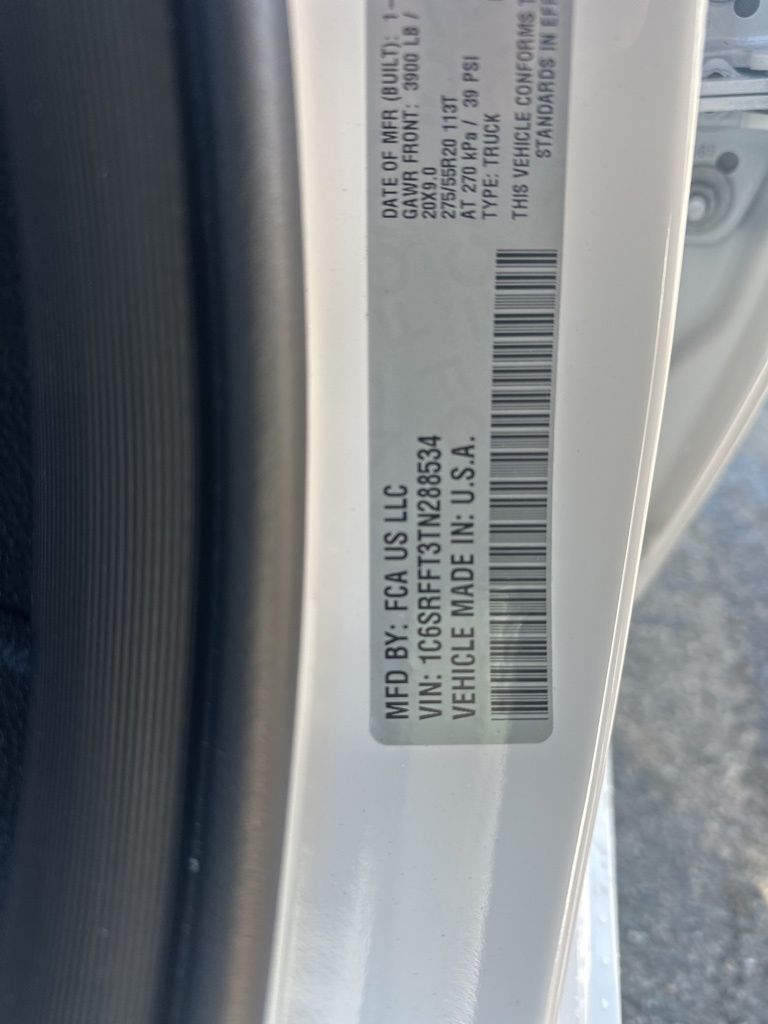 MFD BY: FCA US LLC
VIN: 1C6SRFFT3TN288534
VEHICLE MADE IN: U.S.A.
DATE OF MFR (BUILT): 1-
GAWR FRONT: 3900 LB /
20X9.0
275/55R20 113T
AT 270 kPa / 39 PSI
TYPE: TRUCK
THIS VEHICLE CONFORMS
STANDARDS IN